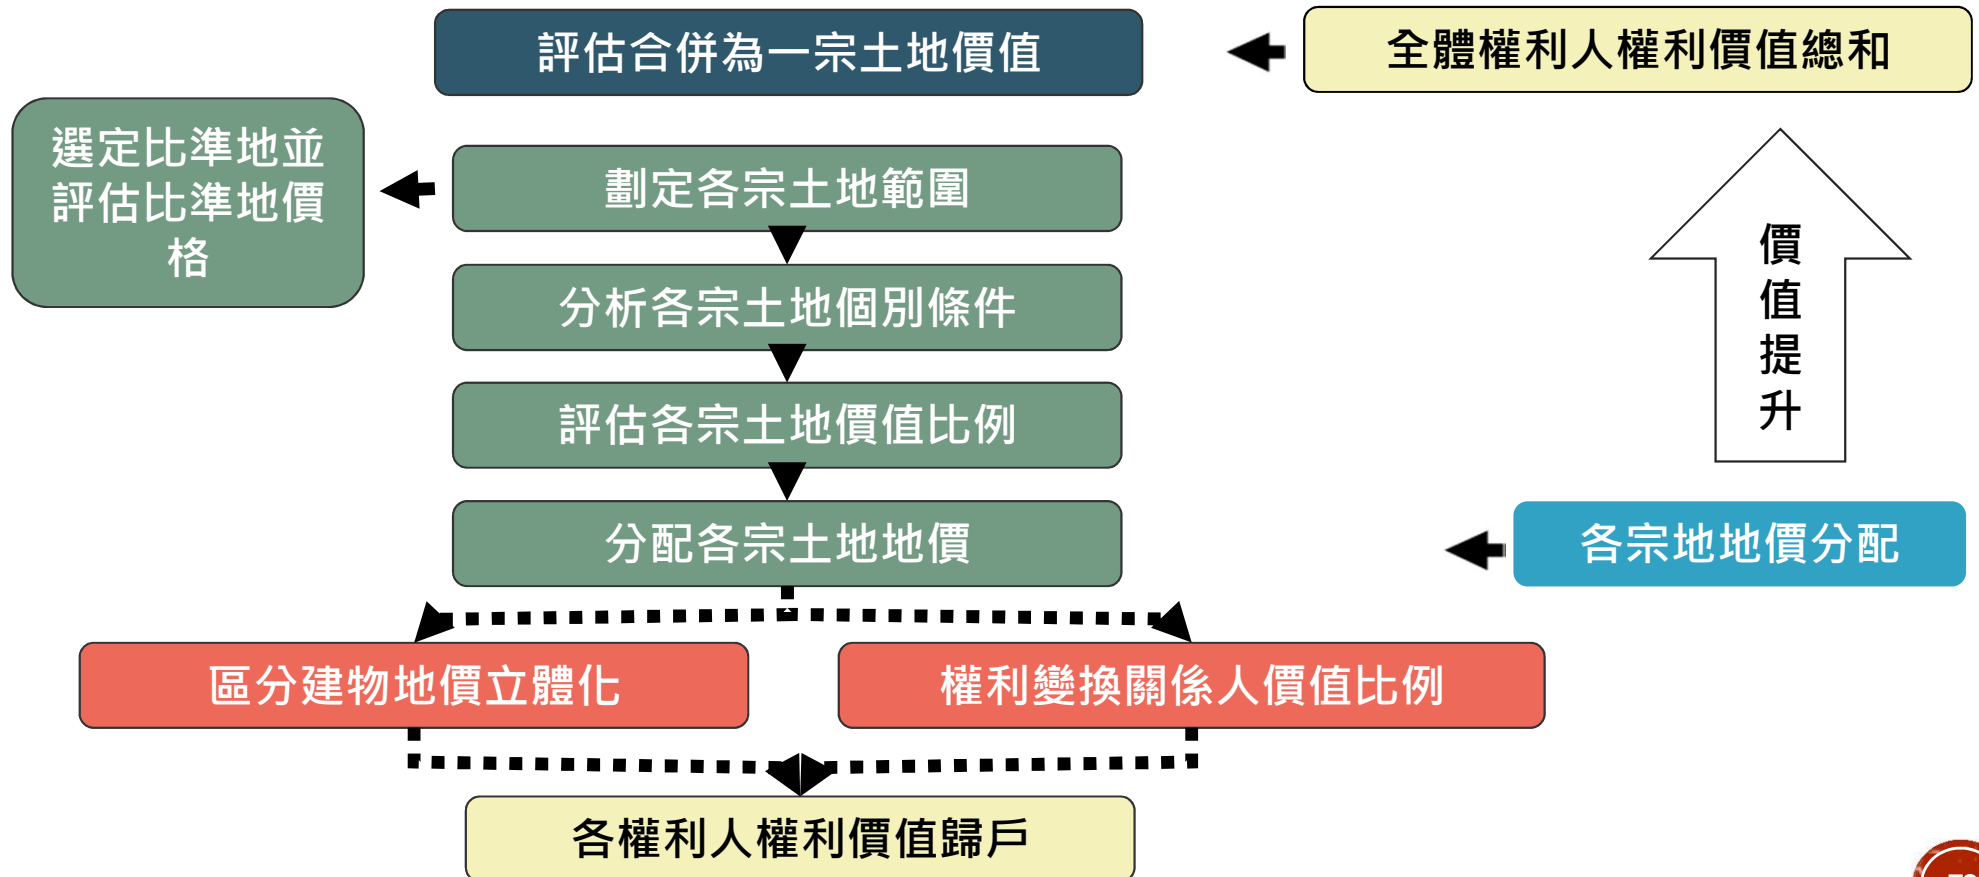 評估合併為一宗土地價值
全體權利人權利價值總和
選定比準地並
評估比準地價
格
劃定各宗土地範圍
分析各宗土地個別條件
評估各宗土地價值比例
分配各宗土地地價
價
值
提
升
各宗地地價分配
區分建物地價立體化
權利變換關係人價值比例
各權利人權利價值歸戶